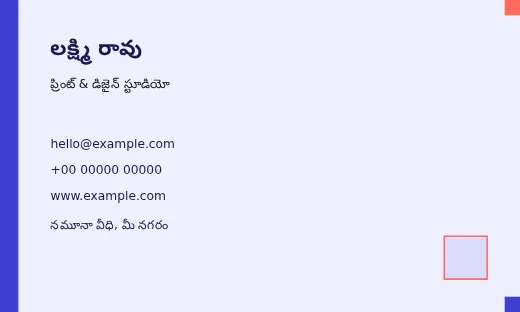 లక్ష్మి రావు
ప్రింట్ & డిజైన్ స్టూడియో
hello@example.com
+00 00000 00000
www.example.com
నమూనా వీధి, మీ నగరం